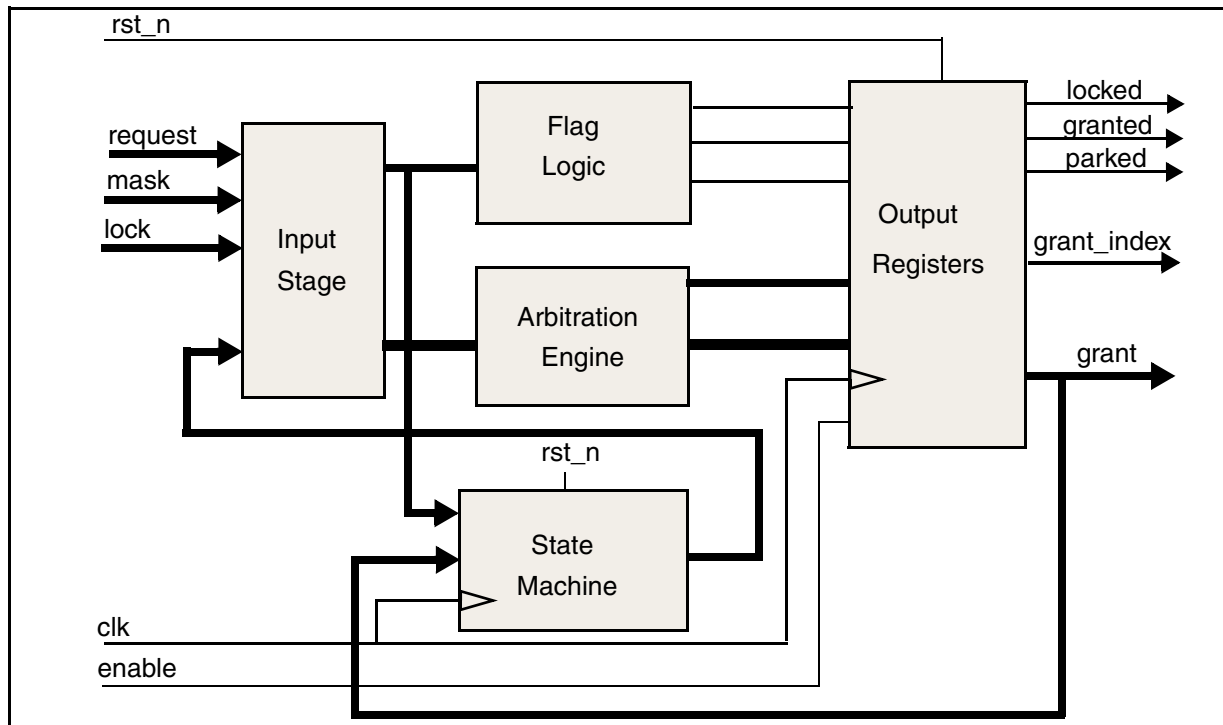 rst_n
request
mask
lock
Input
Stage
Flag
Logic
Arbitration
Engine
Output
Registers
locked
granted
parked
grant_index
grant
rst_n
State
Machine
clk
enable